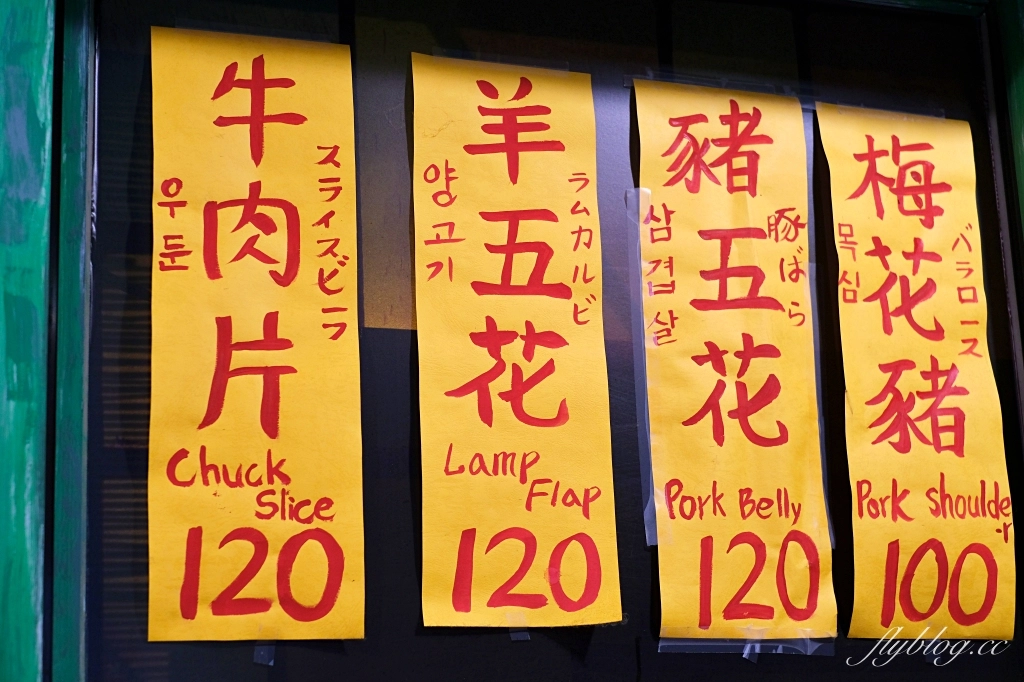 牛肉片
우둔
スライスビーラ
Chuck
Slice
120
羊五花
양고기
ラムカルビ
Lamp
Flap
120
豬五花
삼겹살
豚ばら
Pork Belly
120
梅花豬
목심
バラロース
Pork Shoulde
-r
100
flyblog.cc